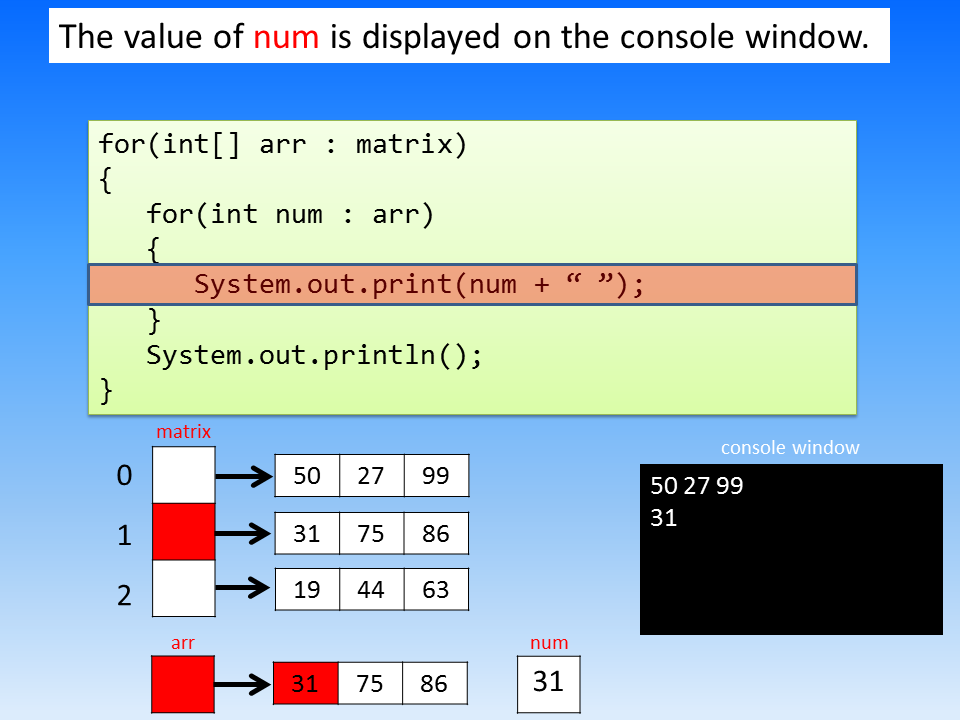 The value of num is displayed on the console window.
for(int[] arr : matrix)
{
   for(int num : arr)
   {
      System.out.print(num + “ ”);
   }
   System.out.println();
}
matrix
0
50 27 99
1
31 75 86
2
19 44 63
console window
50 27 99
31
arr
31 75 86
num
31